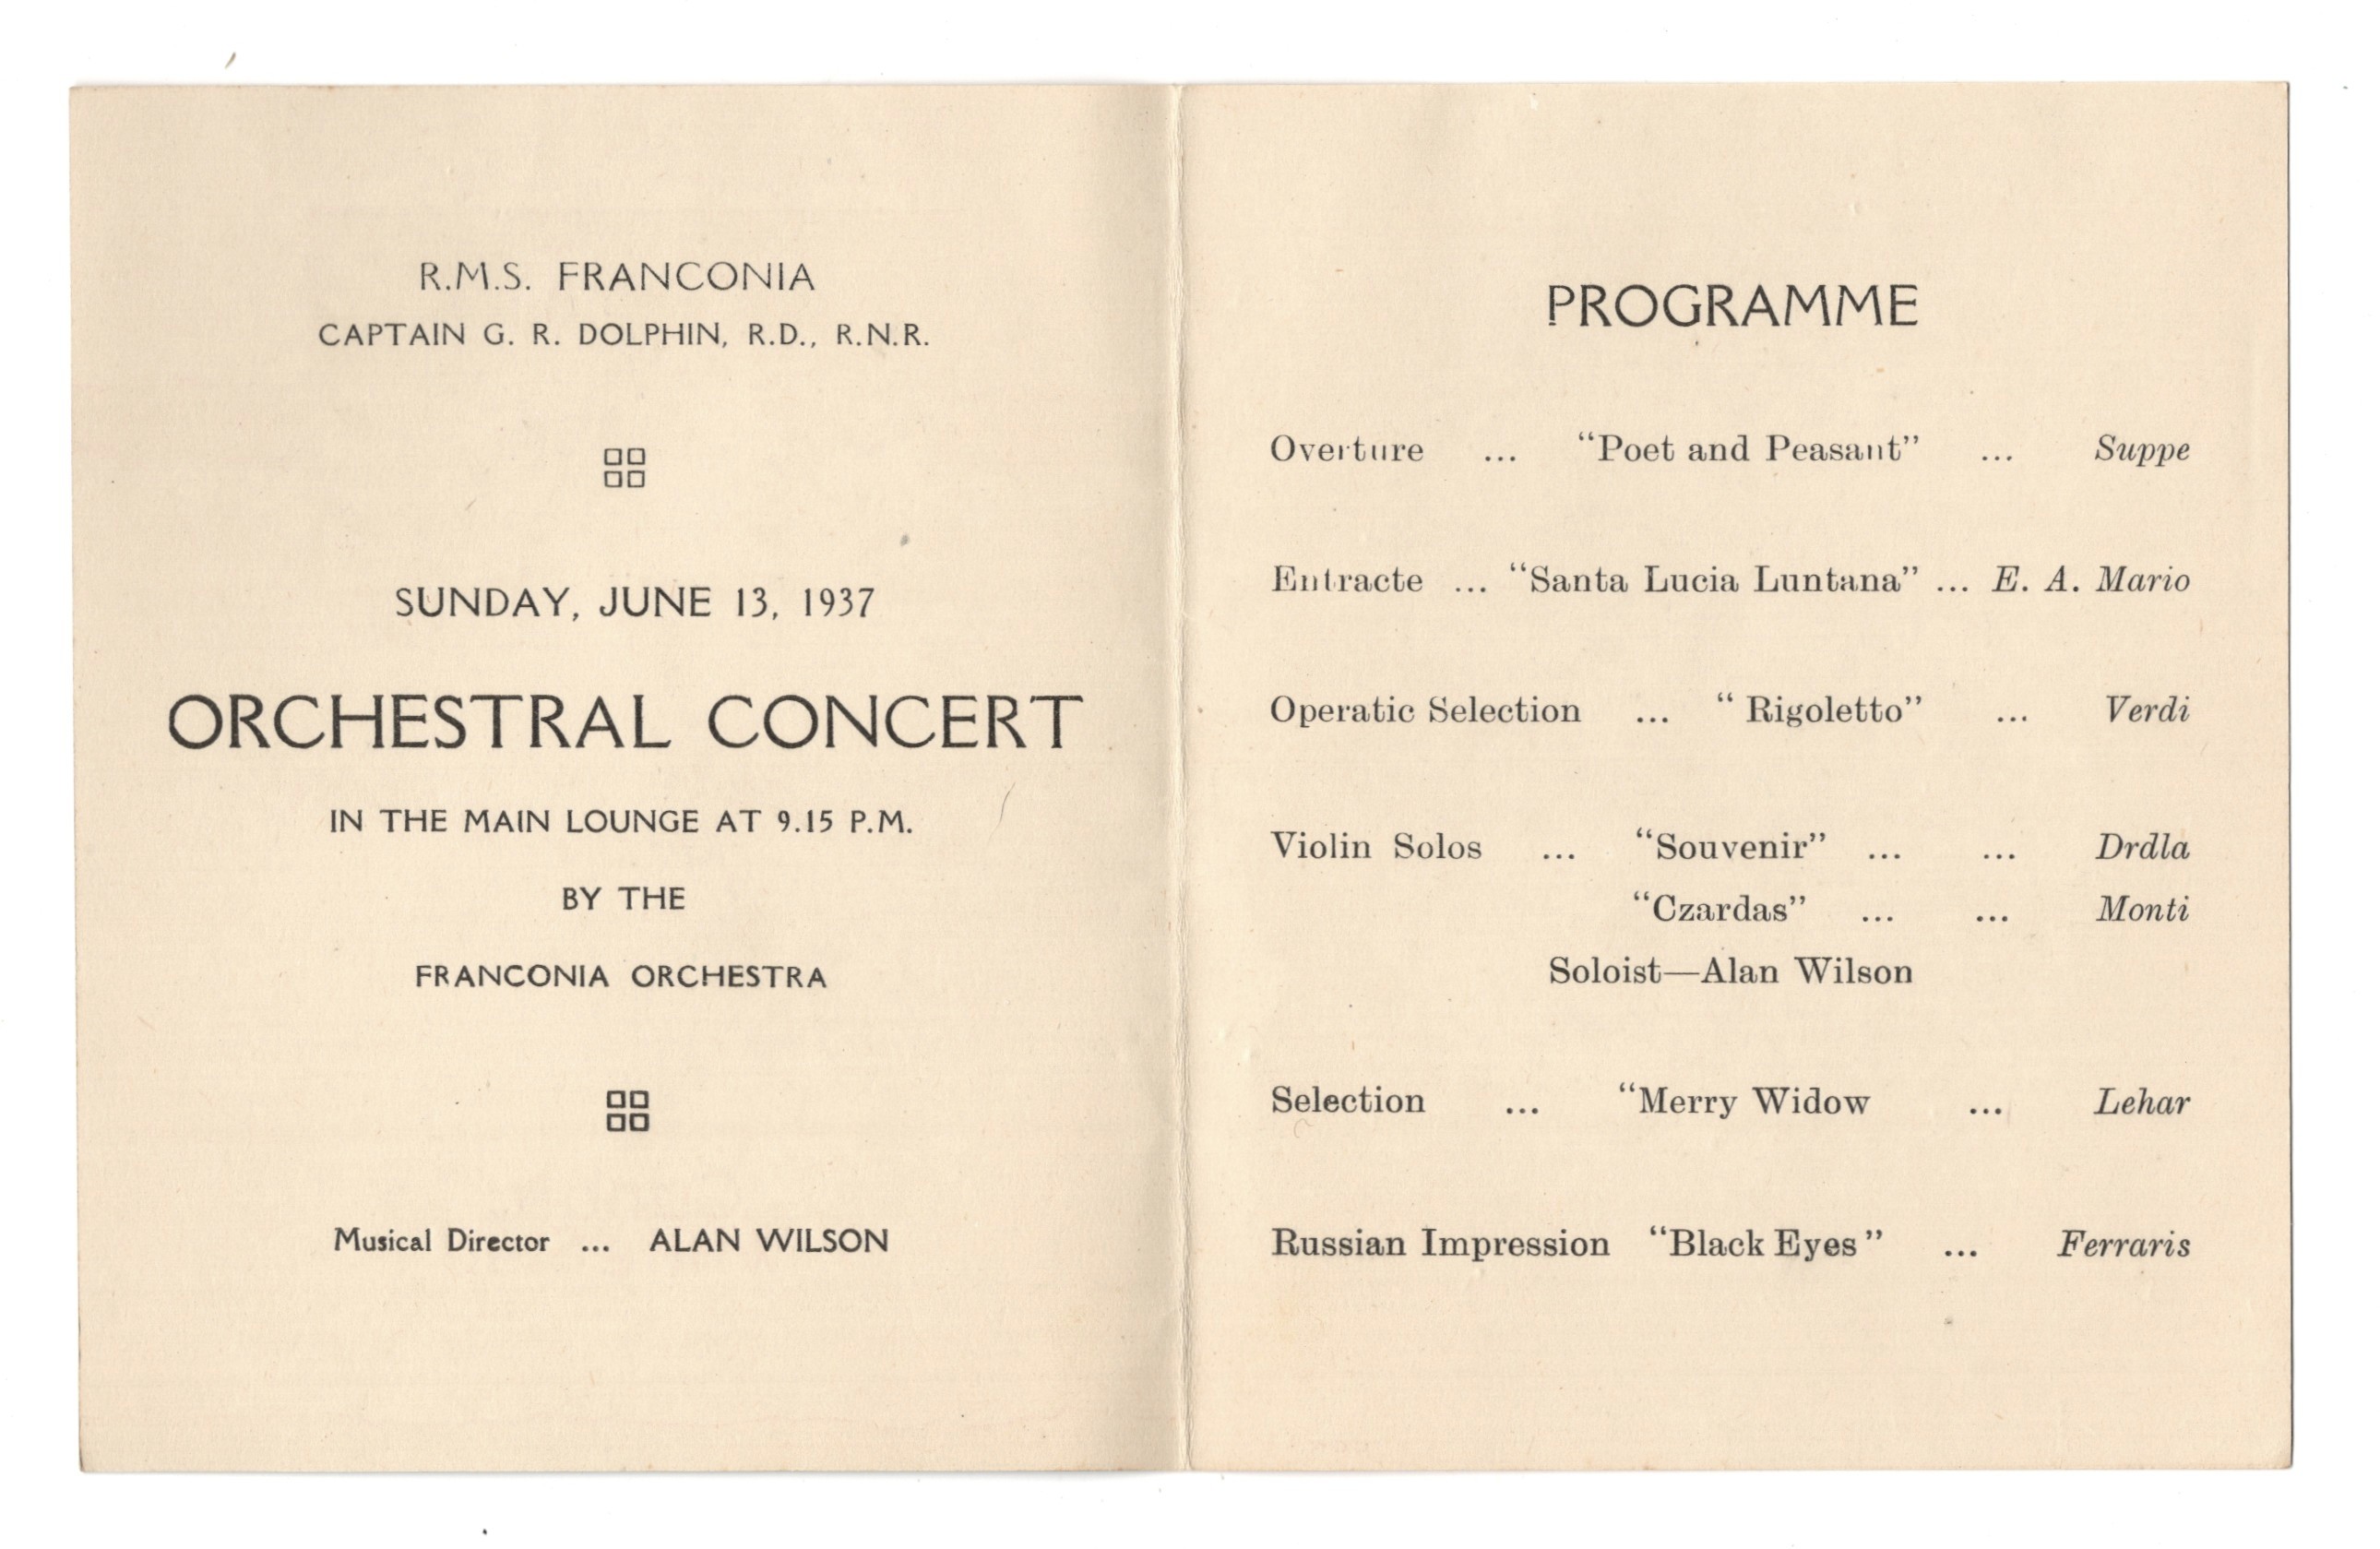 R.M.S. FRANCONIA
CAPTAIN G. R. DOLPHIN, R.D., R.N.R.
SUNDAY, JUNE 13, 1937
ORCHESTRAL CONCERT
IN THE MAIN LOUNGE AT 9.15 P.M.
BY THE
FRANCONIA ORCHESTRA
Musical Director ... ALAN WILSON
PROGRAMME
Overture ... "Poet and Peasant" ... Suppe
Entracte ... "Santa Lucia Luntana" ... E. A. Mario
Operatic Selection ... " Rigoletto" ... Verdi
Violin Solos ... "Souvenir" ... ... Drdla
"Czardas" ... ... Monti
Soloist—Alan Wilson
Selection ... "Merry Widow ... Lehar
Russian Impression "Black Eyes " ... Ferraris